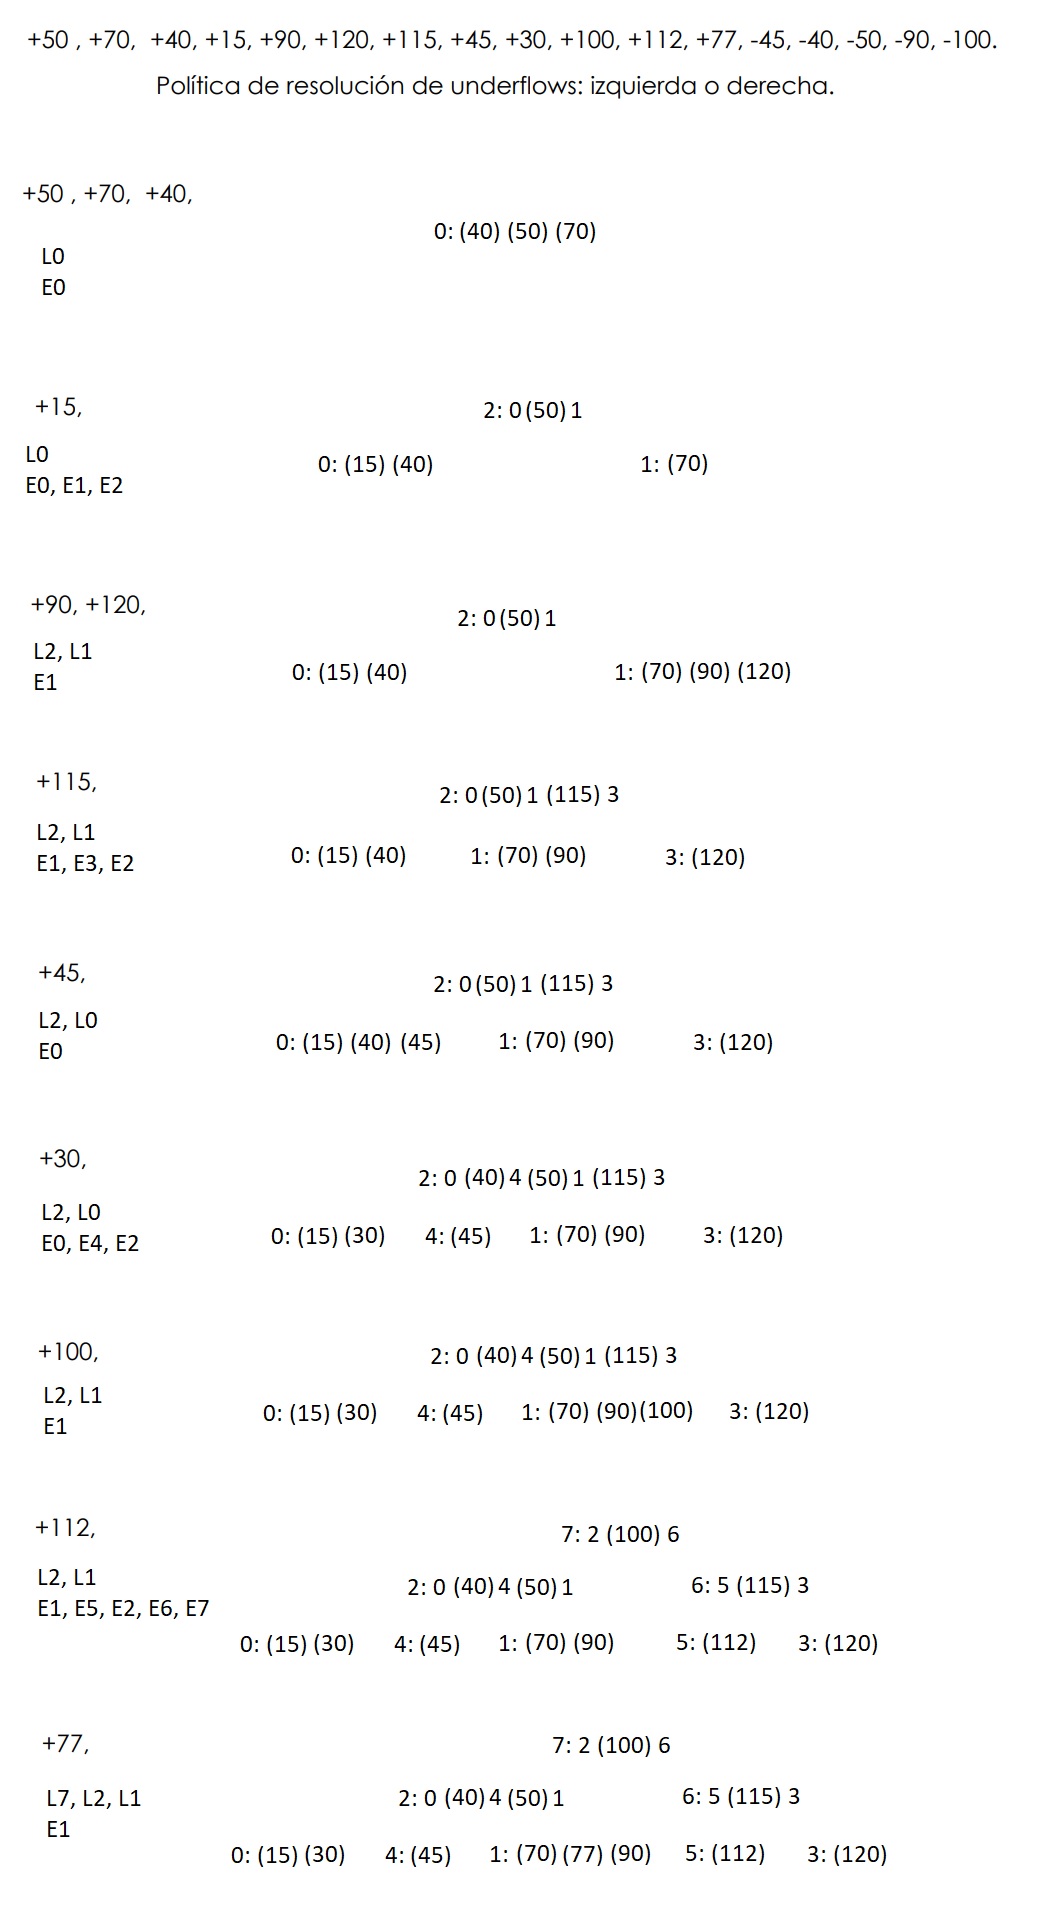 +50 , +70, +40, +15, +90, +120, +115, +45, +30, +100, +112, +77, -45, -40, -50, -90, -100.
Política de resolución de underflows: izquierda o derecha.
+50 , +70, +40,
0: (40) (50) (70)
L0
E0
+15,
2: 0 (50) 1
L0
0: (15) (40) 1: (70)
E0, E1, E2
+90, +120,
2: 0 (50) 1
L2, L1
0: (15) (40) 1: (70) (90) (120)
E1
+115,
2: 0 (50) 1 (115) 3
L2, L1
0: (15) (40) 1: (70) (90) 3: (120)
E1, E3, E2
+45,
2: 0 (50) 1 (115) 3
L2, L0
0: (15) (40) (45) 1: (70) (90) 3: (120)
E0
+30,
2: 0 (40) 4 (50) 1 (115) 3
L2, L0
0: (15) (30) 4: (45) 1: (70) (90) 3: (120)
E0, E4, E2
+100,
2: 0 (40) 4 (50) 1 (115) 3
L2, L1
0: (15) (30) 4: (45) 1: (70) (90) (100) 3: (120)
E1
+112,
7: 2 (100) 6
L2, L1
2: 0 (40) 4 (50) 1 6: 5 (115) 3
E1, E5, E2, E6, E7
0: (15) (30) 4: (45) 1: (70) (90) 5: (112) 3: (120)
+77,
7: 2 (100) 6
L7, L2, L1
2: 0 (40) 4 (50) 1 6: 5 (115) 3
E1
0: (15) (30) 4: (45) 1: (70) (77) (90) 5: (112) 3: (120)